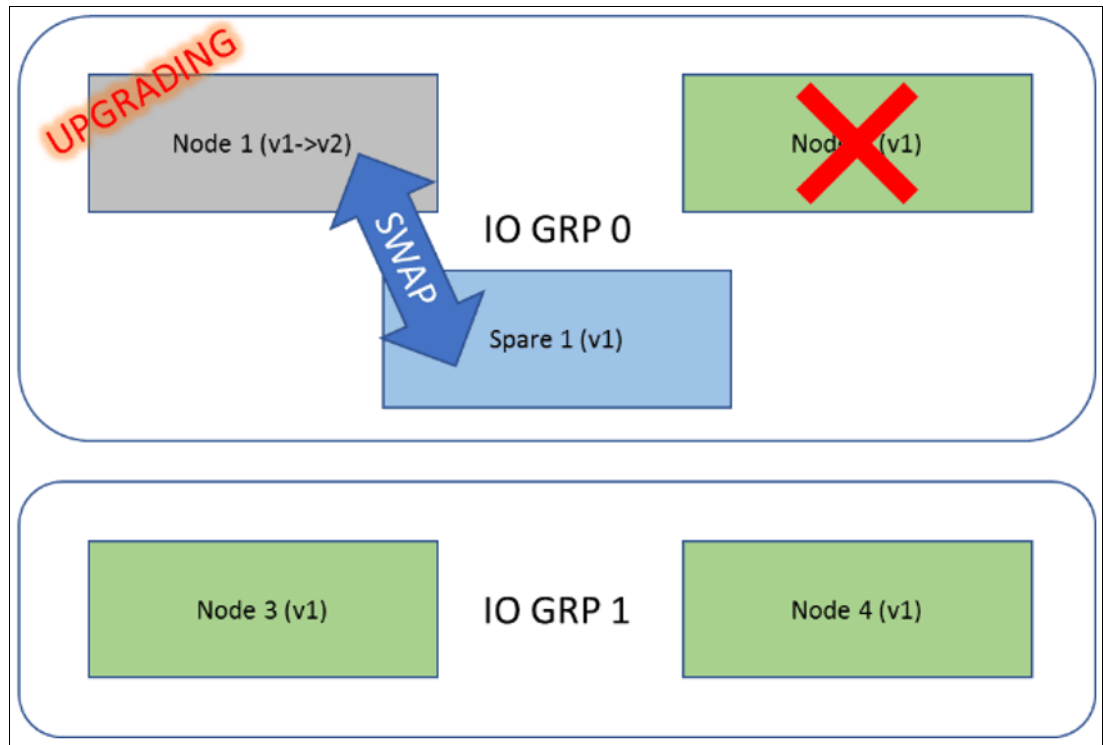 UPGRADING
Node 1 (v1->v2)
(v1)
IO GRP 0
SWAP
Spare 1 (v1)
Node 3 (v1)
IO GRP 1
Node 4 (v1)